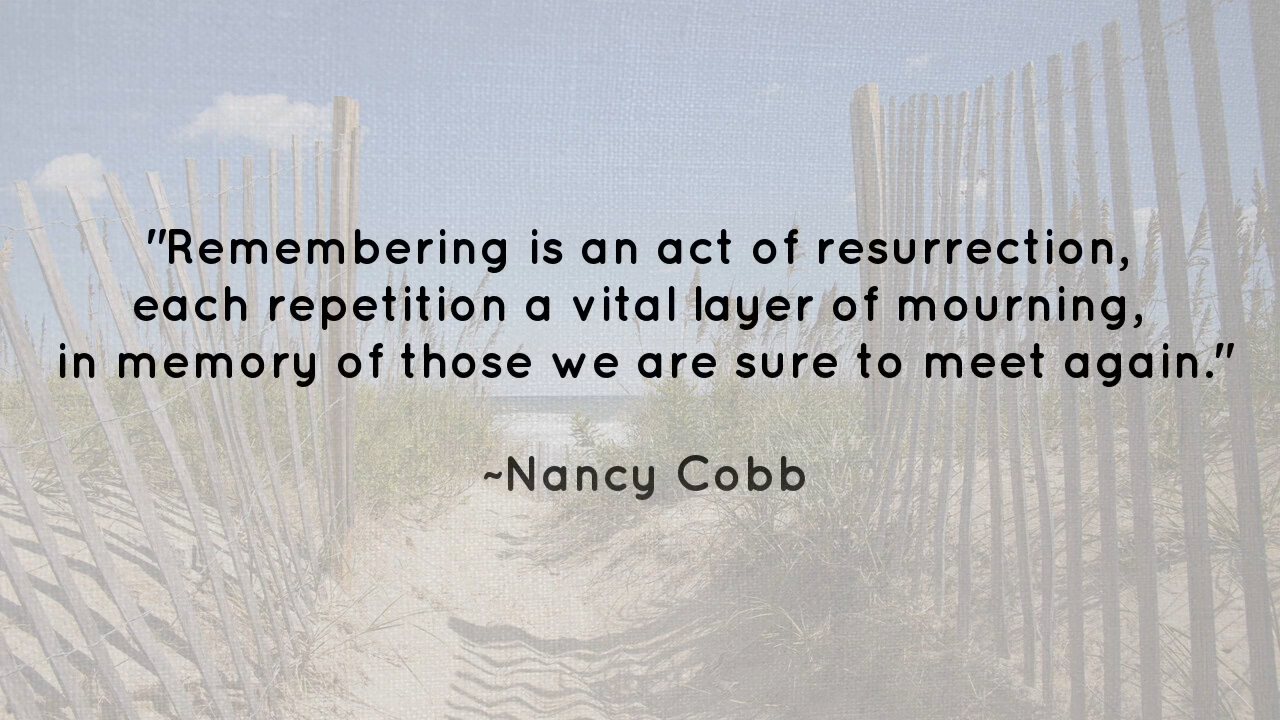 "Remembering is an act of resurrection,
each repetition a vital layer of mourning,
in memory of those we are sure to meet again."
~Nancy Cobb